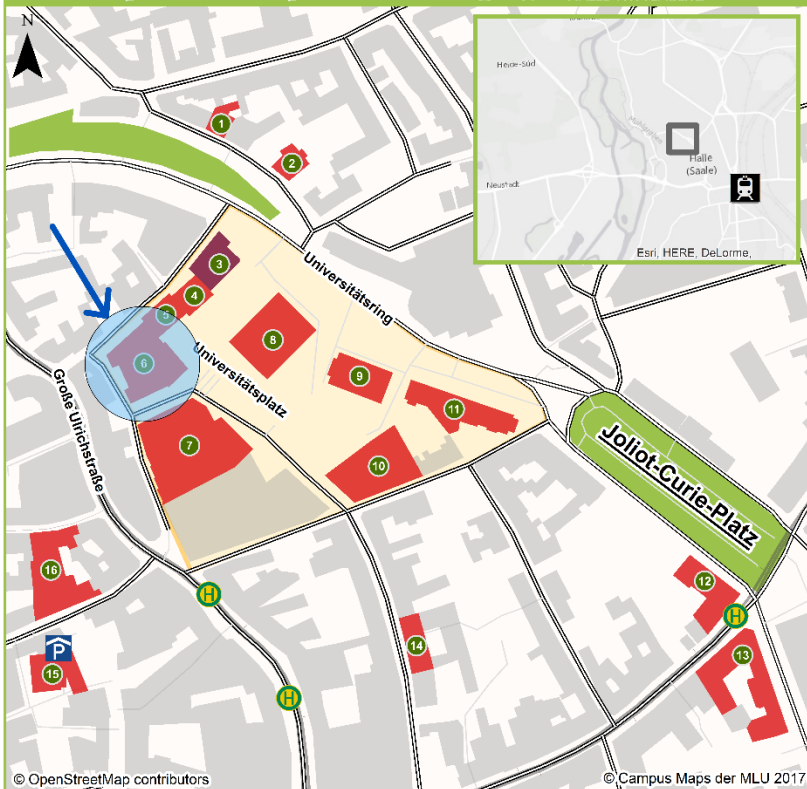 N
Heide-Süd
Neustadt
Halle
(Saale)
Esri, HERE, DeLorme,
1
2
3
4
5
6
7
8
9
10
11
12
13
14
15
16
Universitätsring
Universitätsplatz
Große Ulrichstraße
Joliot-Curie-Platz
H
H
H
P
© OpenStreetMap contributors
© Campus Maps der MLU 2017